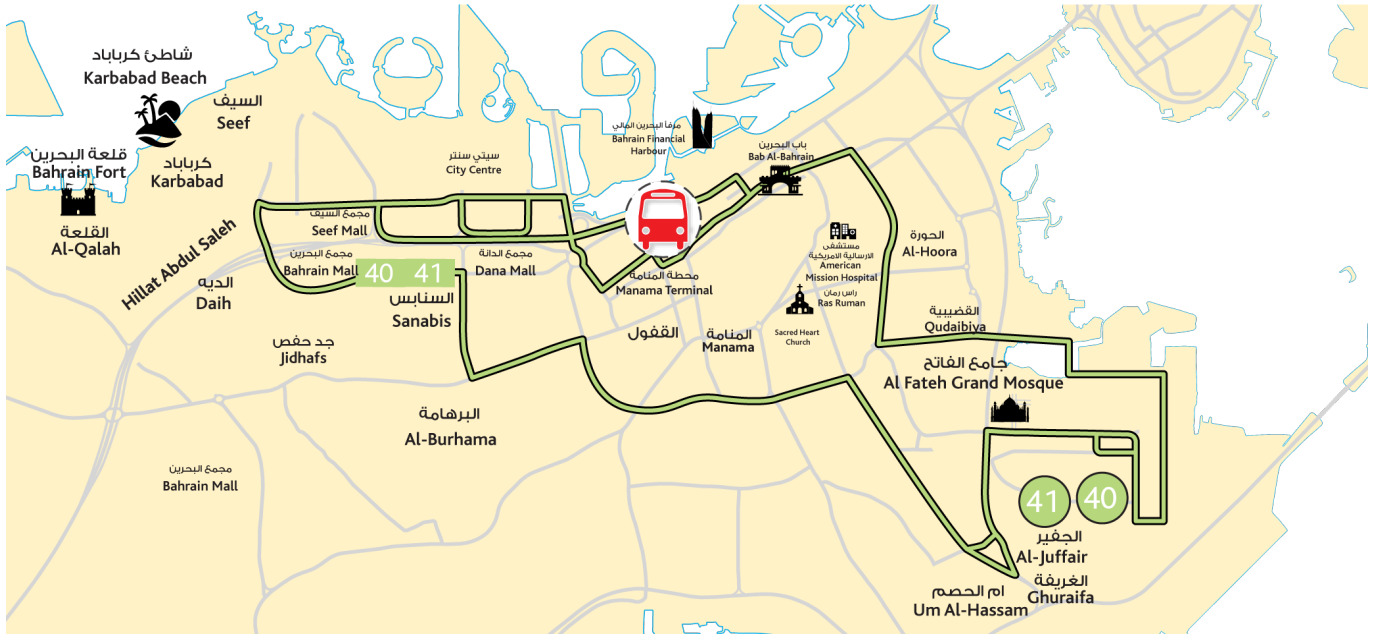 شاطئ كرباباد
Karbabad Beach
السيف
Seef
قلعة البحرين
Bahrain Fort
كرباباد
Karbabad
القلعة
Al-Qalah
Hillat Abdul Saleh
الديه
Daih
سيتي سنتر
City Centre
مجمع السيف
Seef Mall
مجمع البحرين
Bahrain Mall
40 41
مجمع الدانة
Dana Mall
السنابس
Sanabis
جد حفص
Jidhafs
مرفأ البحرين المالي
Bahrain Financial
Harbour
باب البحرين
Bab Al-Bahrain
محطة المنامة
Manama Terminal
القفول
المنامة
Manama
مستشفى
الارسالية الامريكية
American
Mission Hospital
راس رمان
Ras Ruman
Sacred Heart
Church
الحورة
Al-Hoora
القضيبية
Qudaibiya
جامع الفاتح
Al Fateh Grand Mosque
البرهامة
Al-Burhama
مجمع البحرين
Bahrain Mall
41 40
الجفير
Al-Juffair
الغريفة
Ghuraifa
ام الحصم
Um Al-Hassam